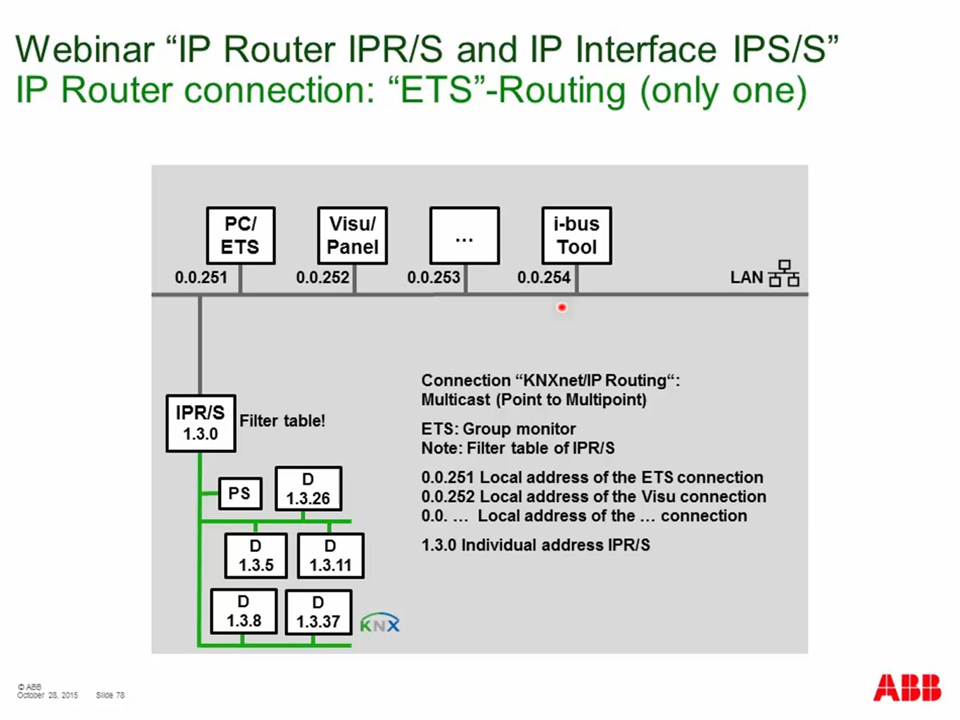 Webinar “IP Router IPR/S and IP Interface IPS/S”
IP Router connection: “ETS”-Routing (only one)
PC/
ETS
Visu/
Panel
...
i-bus
Tool
0.0.251
0.0.252
0.0.253
0.0.254
LAN
IPR/S
1.3.0
Filter table!
Connection “KNXnet/IP Routing“:
Multicast (Point to Multipoint)
ETS: Group monitor
Note: Filter table of IPR/S
0.0.251 Local address of the ETS connection
0.0.252 Local address of the Visu connection
0.0. ... Local address of the ... connection
1.3.0 Individual address IPR/S
PS
D
1.3.26
D
1.3.5
D
1.3.11
D
1.3.8
D
1.3.37
KNX
© ABB
October 28, 2015 Slide 78
ABB